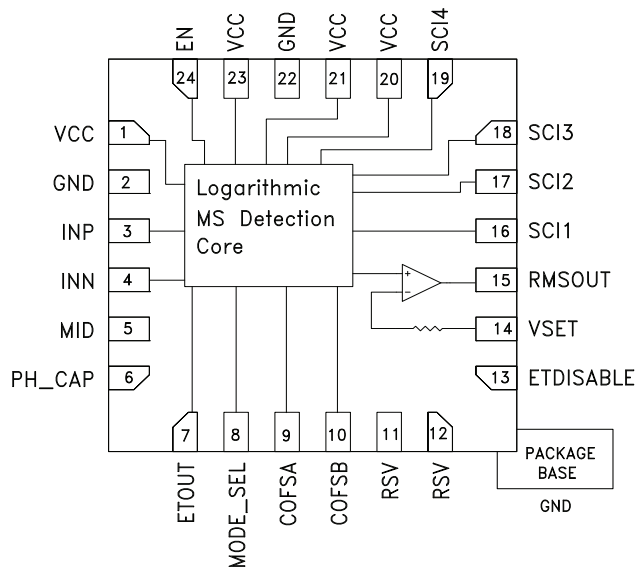 EN
VCC
GND
VCC
VCC
SCI4
24
23
22
21
20
19
VCC
1
18
SCI3
GND
2
17
SCI2
INP
3
16
SCI1
INN
4
15
RMSOUT
MID
5
14
VSET
PH_CAP
6
13
ETDISABLE
Logarithmic
MS Detection
Core
+
−
7
8
9
10
11
12
ETOUT
MODE_SEL
COFSA
COFSB
RSV
RSV
PACKAGE
BASE
GND